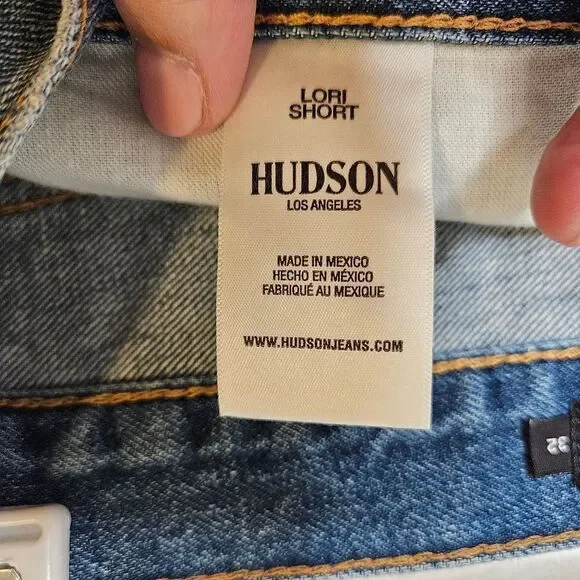 LORI
SHORT
HUDSON
LOS ANGELES
MADE IN MEXICO
HECHO EN MÉXICO
FABRIQUÉ AU MEXIQUE
WWW.HUDSONJEANS.COM